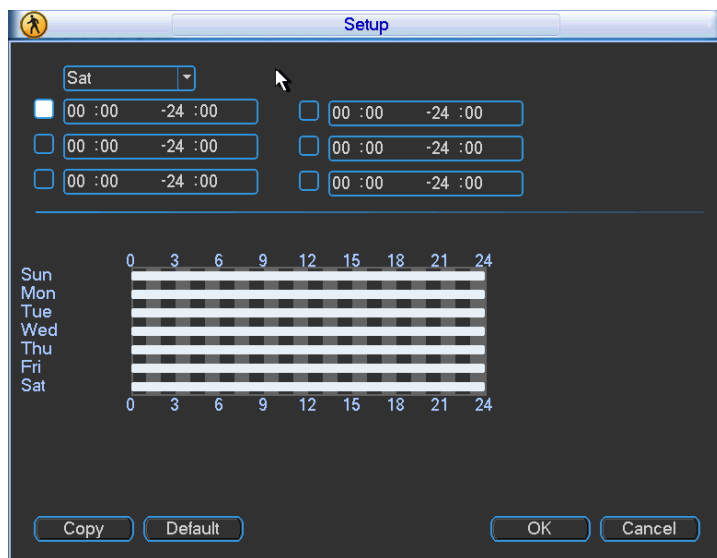 Setup
Sat
00 :00 -24 :00 00 :00 -24 :00
00 :00 -24 :00 00 :00 -24 :00
00 :00 -24 :00 00 :00 -24 :00
0 3 6 9 12 15 18 21 24
Sun
Mon
Tue
Wed
Thu
Fri
Sat
0 3 6 9 12 15 18 21 24
Copy Default OK Cancel